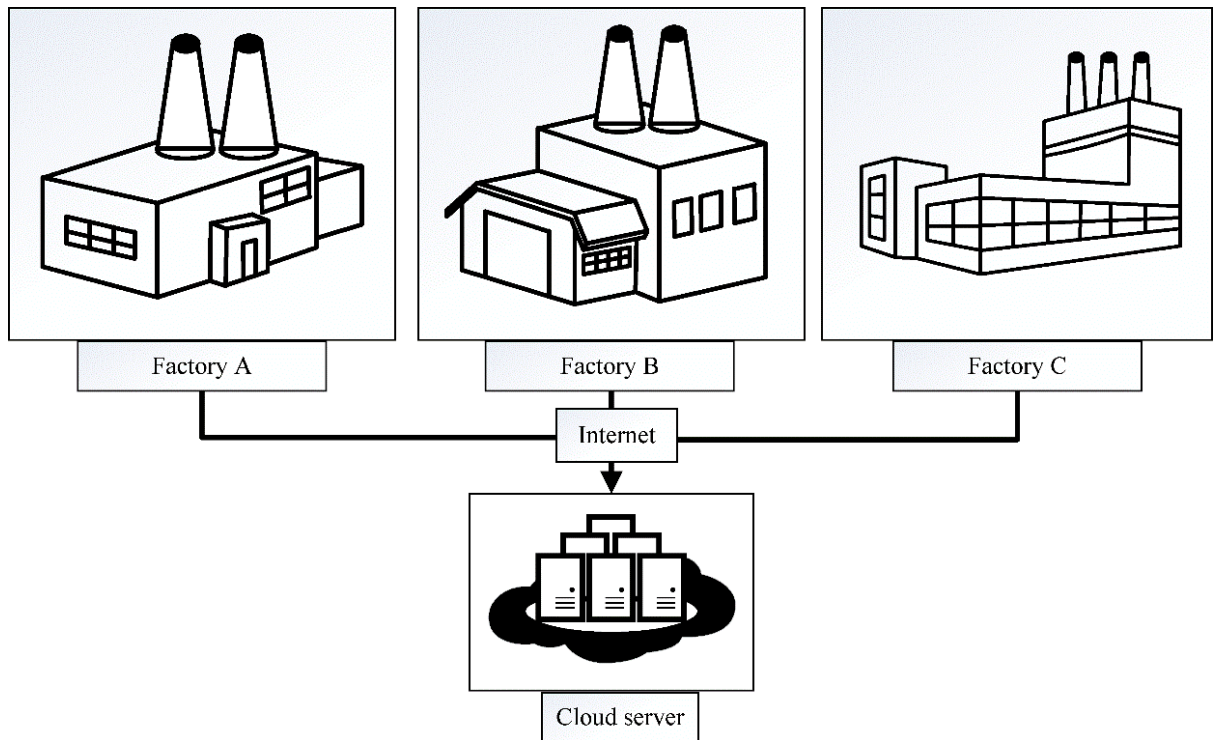 Factory A
Factory B
Factory C
Internet
Cloud server